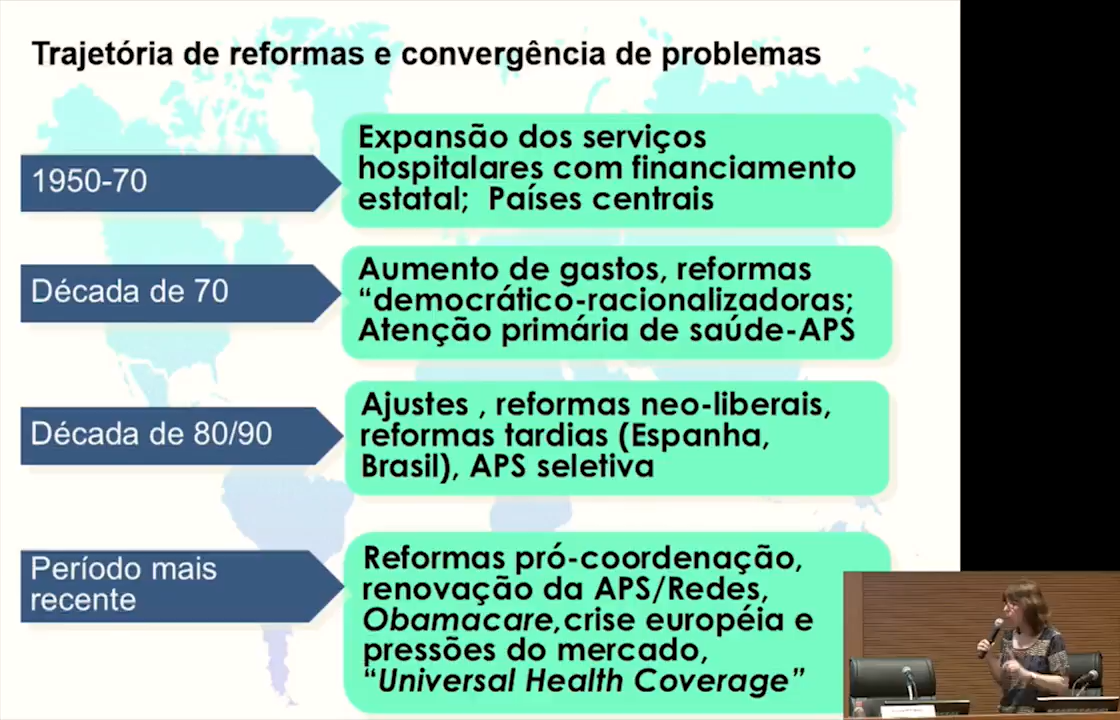 Trajetória de reformas e convergência de problemas
1950-70
Expansão dos serviços
hospitalares com financiamento
estatal;  Países centrais
Década de 70
Aumento de gastos, reformas
“democrático-racionalizadoras;
Atenção primária de saúde-APS
Década de 80/90
Ajustes , reformas neo-liberais,
reformas tardias (Espanha,
Brasil), APS seletiva
Período mais
recente
Reformas pró-coordenação,
renovação da APS/Redes,
Obamacare,crise européia e
pressões do mercado,
“Universal Health Coverage”